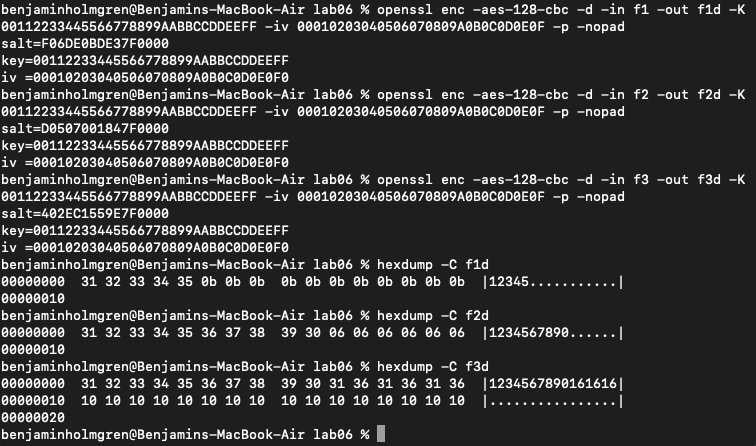 benjaminholmgren@Benjamins-MacBook-Air lab06 % openssl enc -aes-128-cbc -d -in f1 -out f1d -K
00112233445566778899AABBCCDDEEFF -iv 000102030405060708​09A0B0C0D0E0F -p -nopad
salt=F06DE0BDE37F0000
key=00112233445566778899AABBCCDDEEFF
iv =00010203040506070809A0B0C0D0E0F0
benjaminholmgren@Benjamins-MacBook-Air lab06 % openssl enc -aes-128-cbc -d -in f2 -out f2d -K
00112233445566778899AABBCCDDEEFF -iv 00010203040506070809A0B0C0D0E0F -p -nopad
salt=D0507001847F0000
key=00112233445566778899AABBCCDDEEFF
iv =00010203040506070809A0B0C0D0E0F0
benjaminholmgren@Benjamins-MacBook-Air lab06 % openssl enc -aes-128-cbc -d -in f3 -out f3d -K
00112233445566778899AABBCCDDEEFF -iv 00010203040506070809A0B0C0D0E0F -p -nopad
salt=402EC1559E7F0000
key=00112233445566778899AABBCCDDEEFF
iv =00010203040506070809A0B0C0D0E0F0
benjaminholmgren@Benjamins-MacBook-Air lab06 % hexdump -C f1d
00000000  31 32 33 34 35 0b 0b 0b  0b 0b 0b 0b 0b 0b 0b 0b  |12345...........|
00000010
benjaminholmgren@Benjamins-MacBook-Air lab06 % hexdump -C f2d
00000000  31 32 33 34 35 36 37 38  39 30 06 06 06 06 06 06  |1234567890......|
00000010
benjaminholmgren@Benjamins-MacBook-Air lab06 % hexdump -C f3d
00000000  31 32 33 34 35 36 37 38  39 30 31 36 31 36 31 36  |1234567890161616|
00000010  10 10 10 10 10 10 10 10  10 10 10 10 10 10 10 10  |................|
00000020
benjaminholmgren@Benjamins-MacBook-Air lab06 %